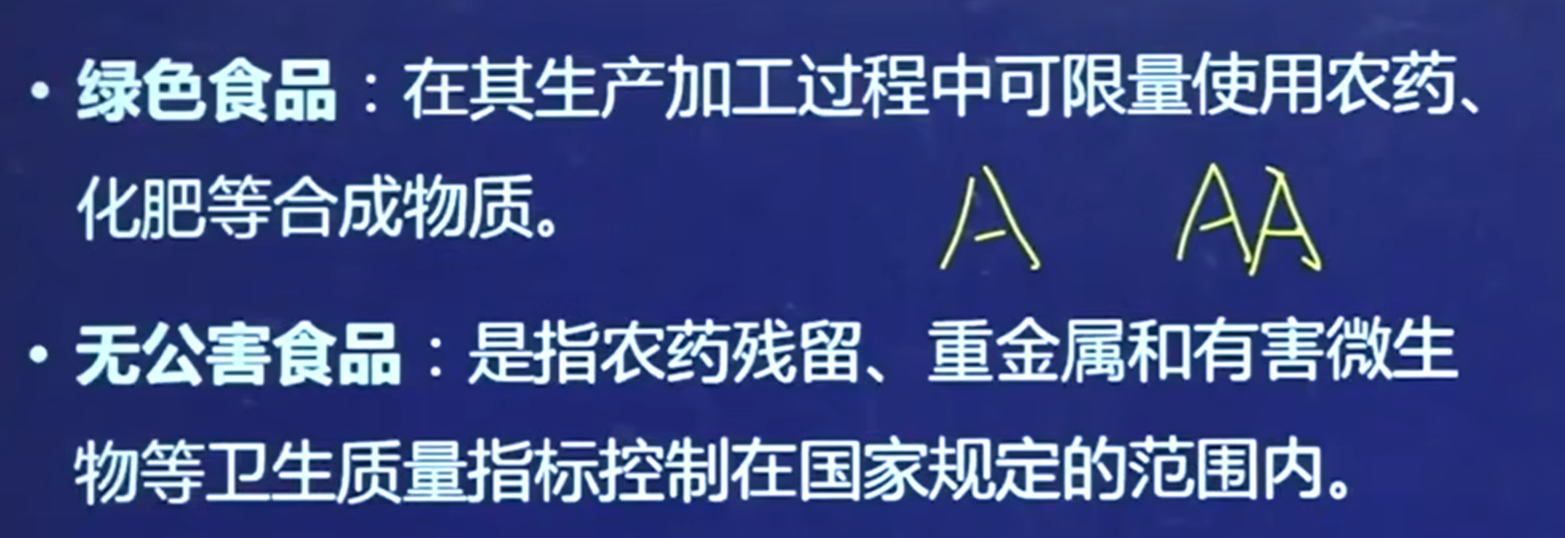 • 绿色食品：在其生产加工过程中可限量使用农药、
化肥等合成物质。
A AA
• 无公害食品：是指农药残留、重金属和有害微生
物等卫生质量指标控制在国家规定的范围内。